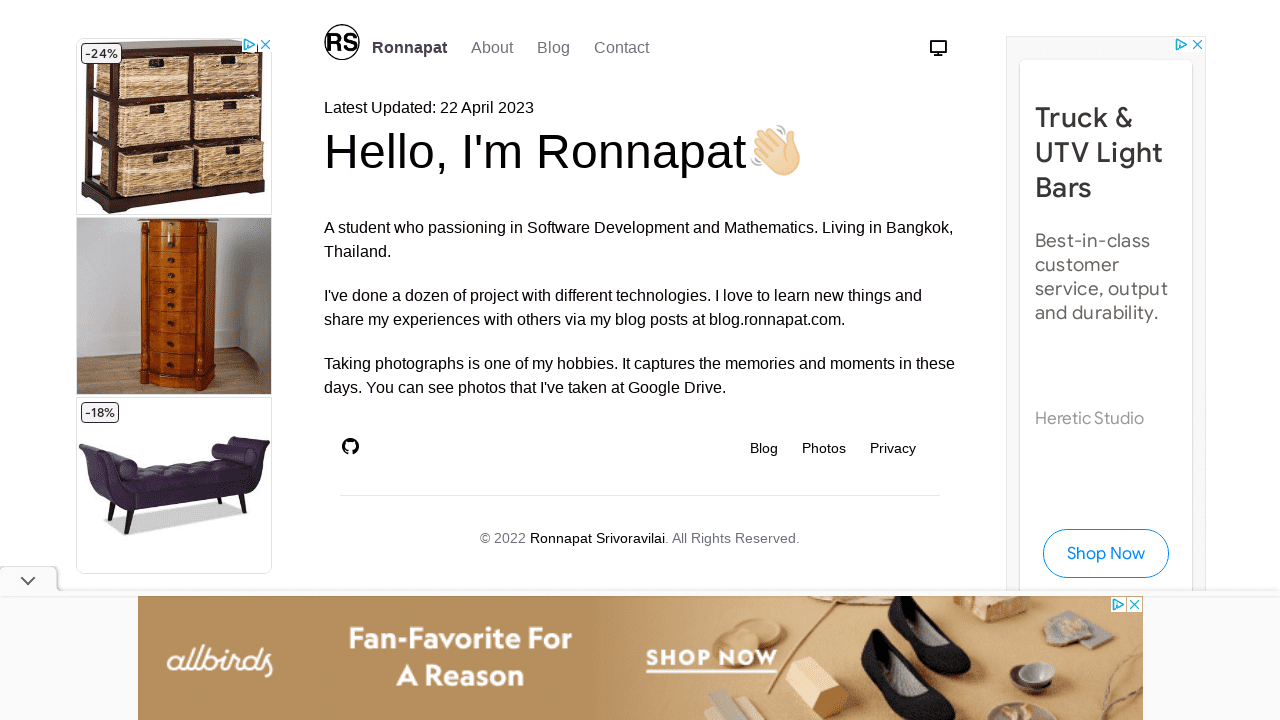 RS
Ronnapat
About
Blog
Contact
Latest Updated: 22 April 2023
Hello, I'm Ronnapat👋🏻
A student who passioning in Software Development and Mathematics. Living in Bangkok,
Thailand.
I've done a dozen of project with different technologies. I love to learn new things and
share my experiences with others via my blog posts at blog.ronnapat.com.
Taking photographs is one of my hobbies. It captures the memories and moments in these
days. You can see photos that I've taken at Google Drive.
Blog
Photos
Privacy
© 2022 Ronnapat Srivoravilai. All Rights Reserved.
-24%
-18%
Truck &
UTV Light
Bars
Best-in-class
customer
service, output
and durability.
Heretic Studio
Shop Now
allbirds
Fan-Favorite For
A Reason
SHOP NOW